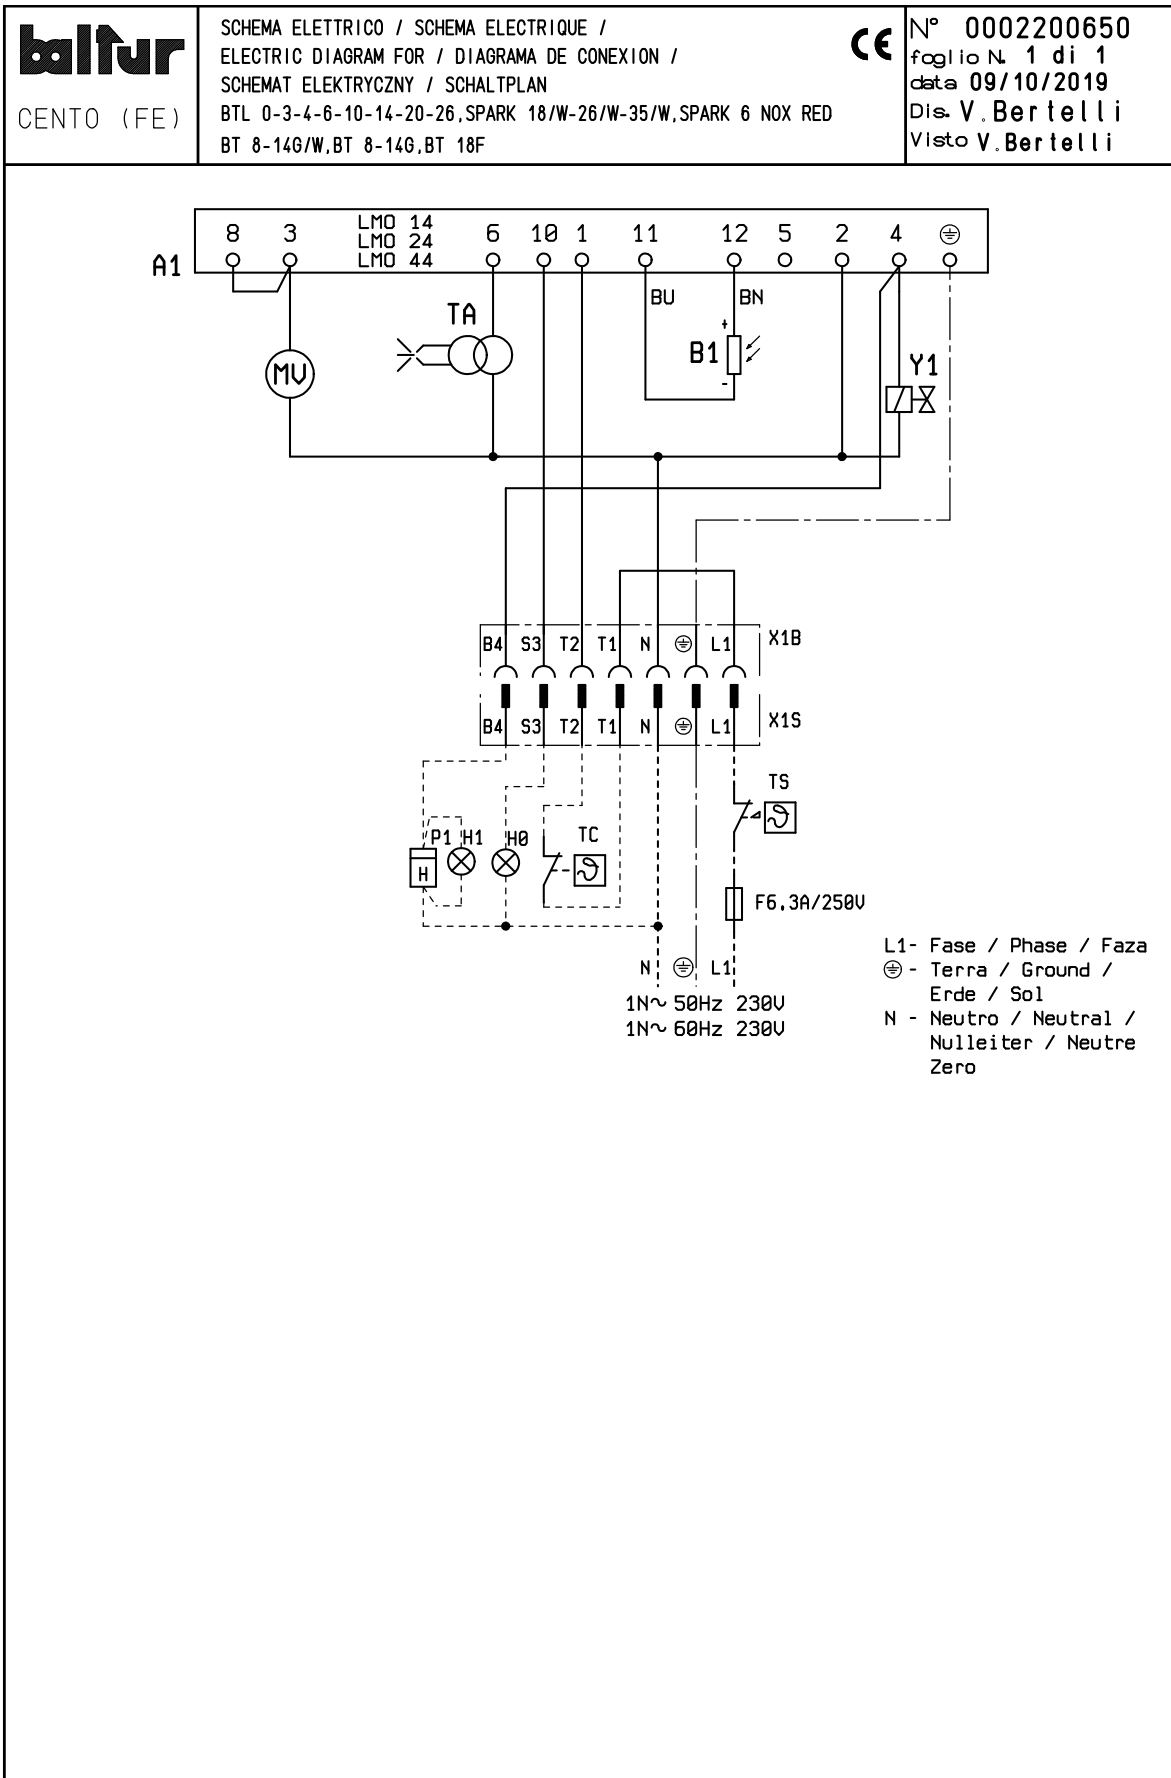 baltur
CENTO (FE)
SCHEMA ELETTRICO / SCHEMA ELECTRIQUE /
ELECTRIC DIAGRAM FOR / DIAGRAMA DE CONEXION /
SCHEMAT ELEKTRYCZNY / SCHALTPLAN
BTL 0-3-4-6-10-14-20-26,SPARK 18/W-26/W-35/W,SPARK 6 NOX RED
BT 8-14G/W,BT 8-14G,BT 18F
CE
N° 0002200650
foglio N. 1 di 1
data 09/10/2019
Dis. V.Bertelli
Visto V.Bertelli
LMO 14
LMO 24
LMO 44
8 3 6 10 1 11 12 5 2 4
A1
BU BN
TA
+
B1
-
MV
Y1
B4 S3 T2 T1 N L1 X1B
B4 S3 T2 T1 N L1 X1S
TS
P1 H1 H0 TC
H
F6,3A/250V
N L1
1N~ 50Hz 230V
1N~ 60Hz 230V
L1- Fase / Phase / Faza
- Terra / Ground /
Erde / Sol
N - Neutro / Neutral /
Nulleiter / Neutre
Zero